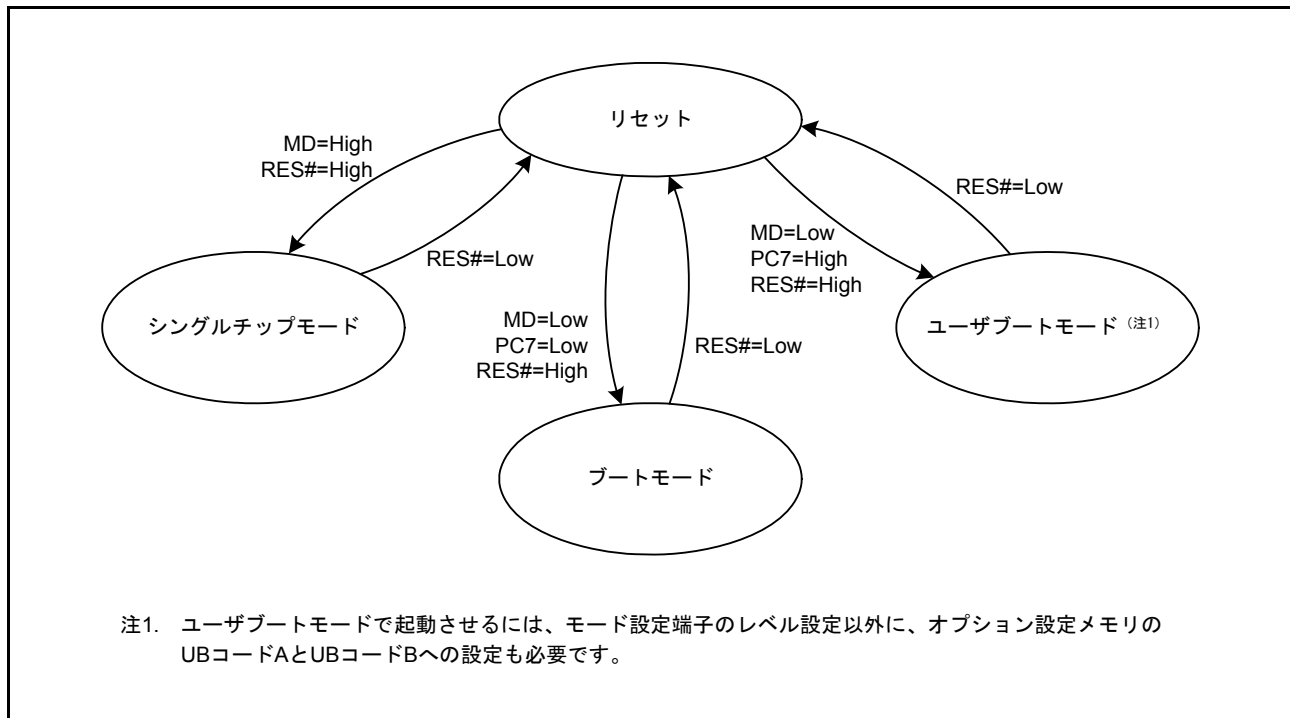 リセット
MD=High
RES#=High
RES#=Low
RES#=Low
MD=Low
PC7=High
RES#=High
シングルチップモード
MD=Low
PC7=Low
RES#=High
RES#=Low
ユーザブートモード（注1）
ブートモード
注1. ユーザブートモードで起動させるには、モード設定端子のレベル設定以外に、オプション設定メモリの
UBコードAとUBコードBへの設定も必要です。